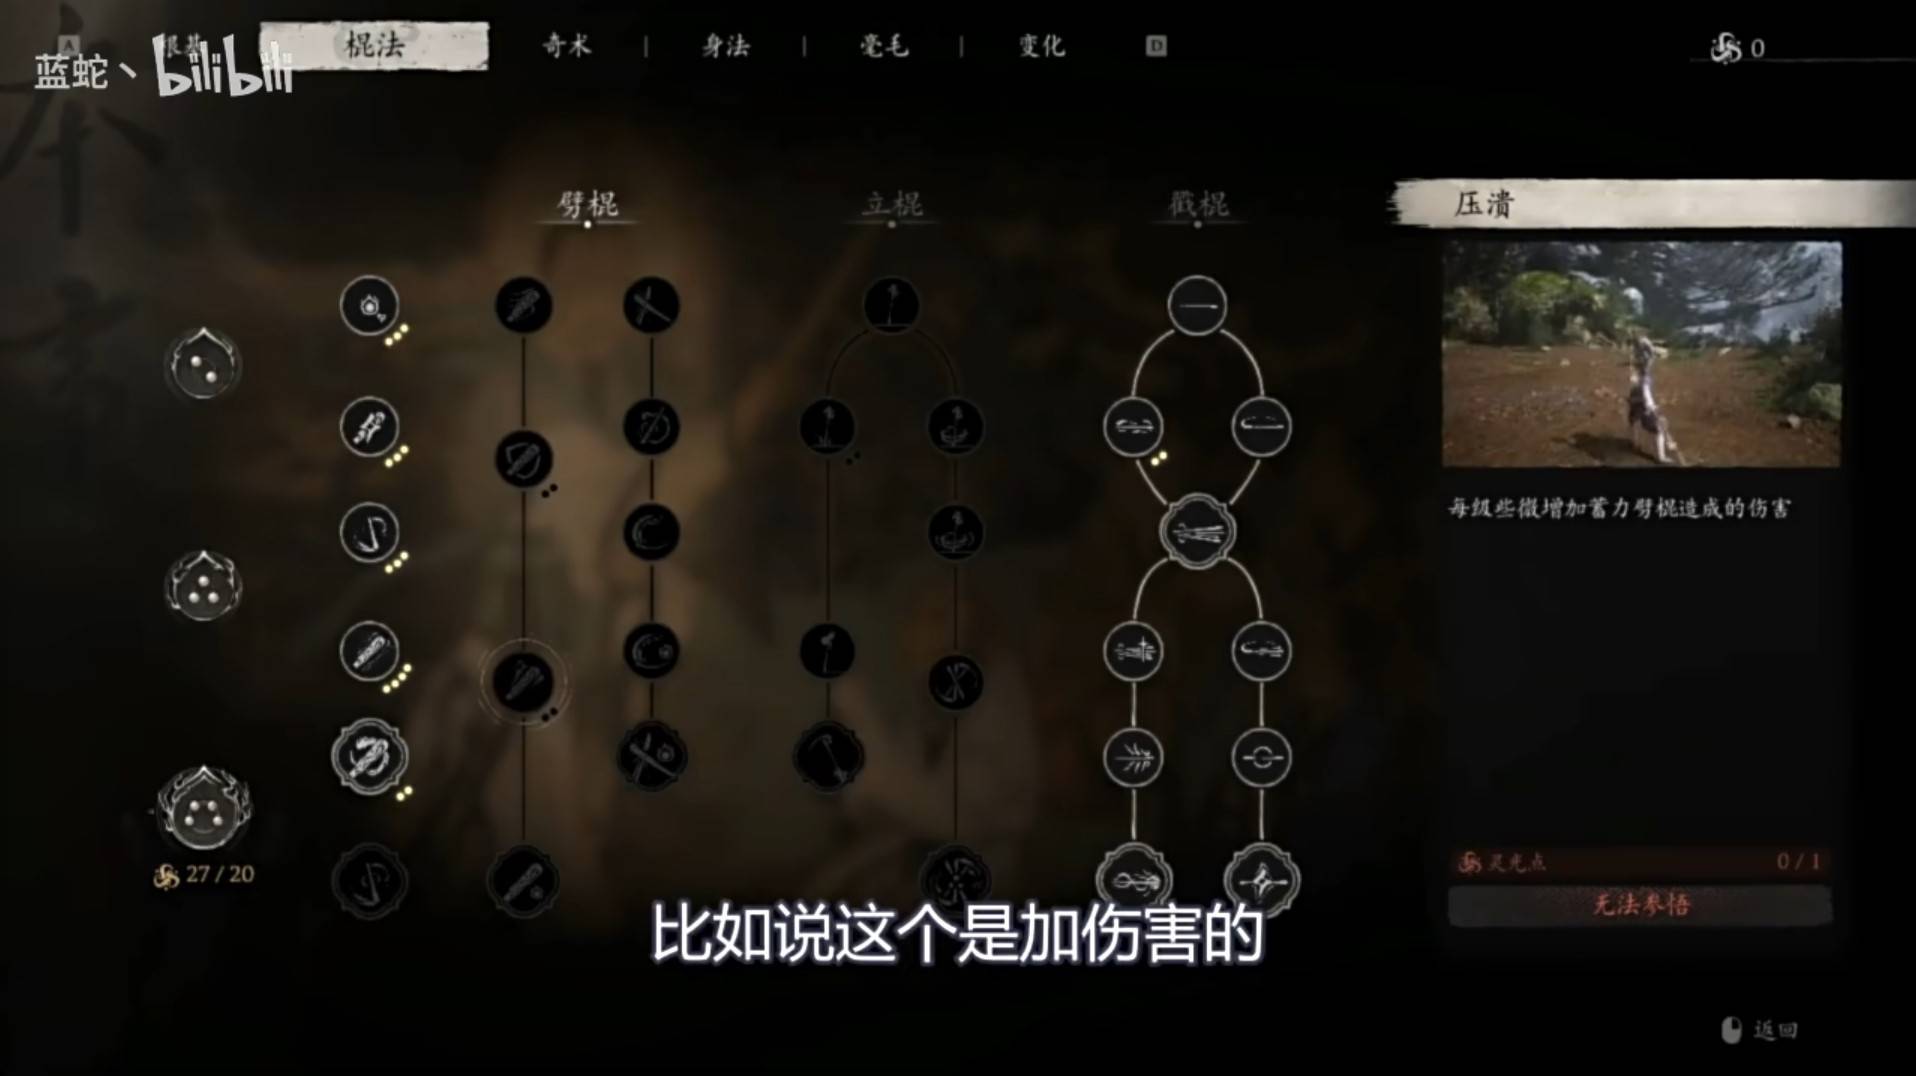 A 根基 棍法 奇术 | 身法 | 毫毛 | 变化 D
0
蓝蛇丶 bilibili
劈棍 立棍 戳棍
压溃
每级些微增加蓄力劈棍造成的伤害
灵光点 0/1
27/20
无法参悟
比如说这个是加伤害的
返回